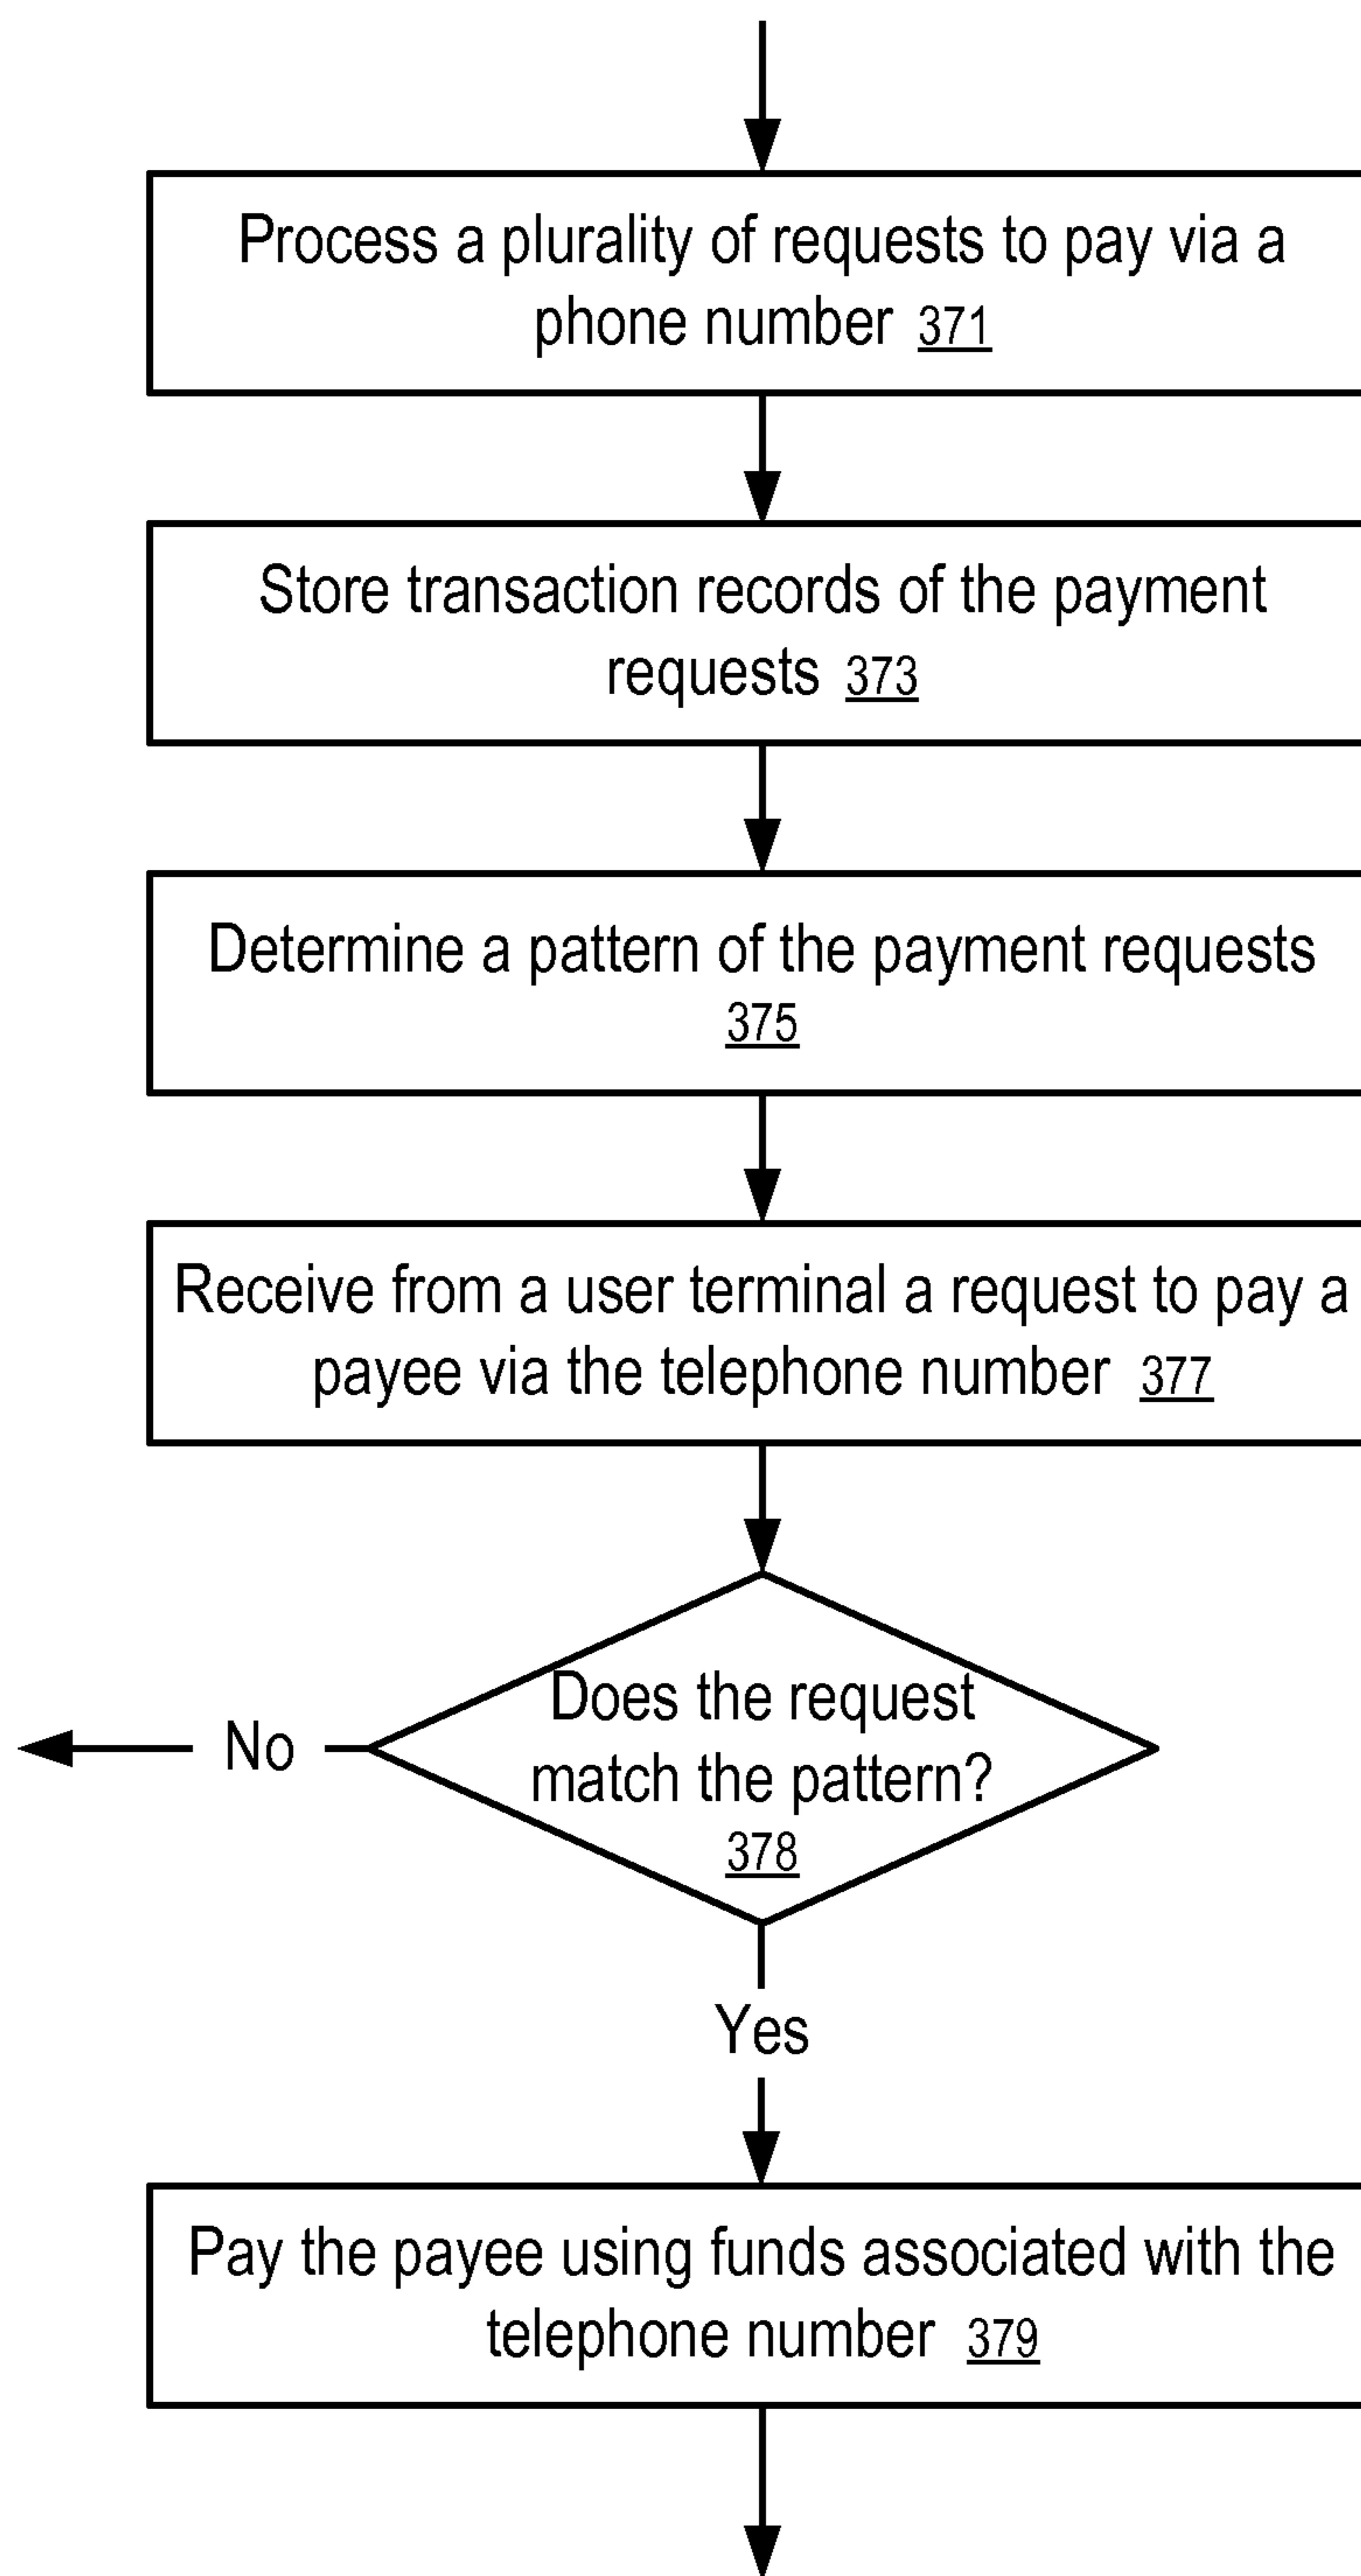 Process a plurality of requests to pay via a
phone number 371
Store transaction records of the payment
requests 373
Determine a pattern of the payment requests
375
Receive from a user terminal a request to pay a
payee via the telephone number 377
Does the request
match the pattern?
378
No
Yes
Pay the payee using funds associated with the
telephone number 379